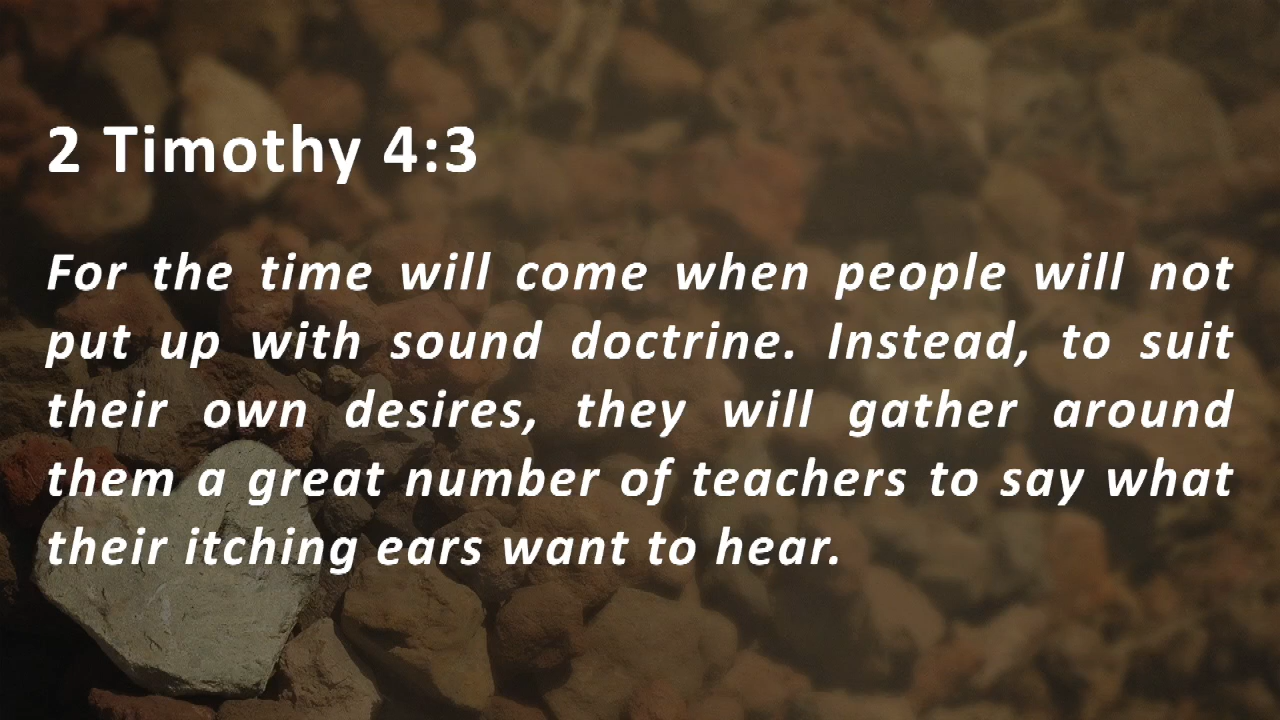 2 Timothy 4:3
For the time will come when people will not
put up with sound doctrine. Instead, to suit
their own desires, they will gather around
them a great number of teachers to say what
their itching ears want to hear.